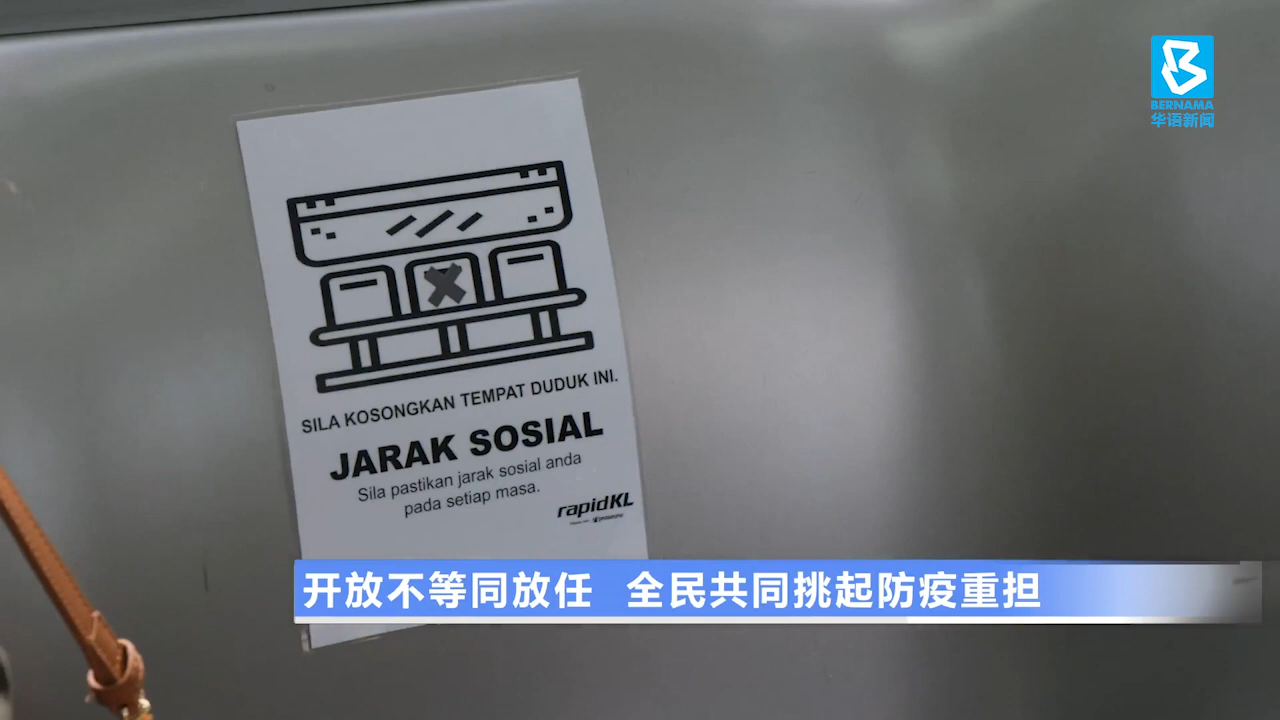 BERNAMA
华语新闻
SILA KOSONGKAN TEMPAT DUDUK INI.
JARAK SOSIAL
Sila pastikan jarak sosial anda
pada setiap masa.
rapidKL
开放不等同放任 全民共同挑起防疫重担